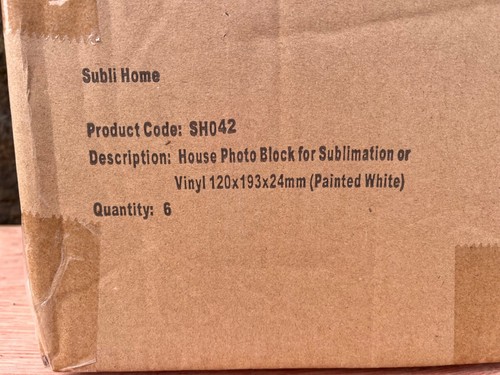 Subli Home
Product Code: SH042
Description: House Photo Block for Sublimation or
Vinyl 120x193x24mm (Painted White)
Quantity: 6